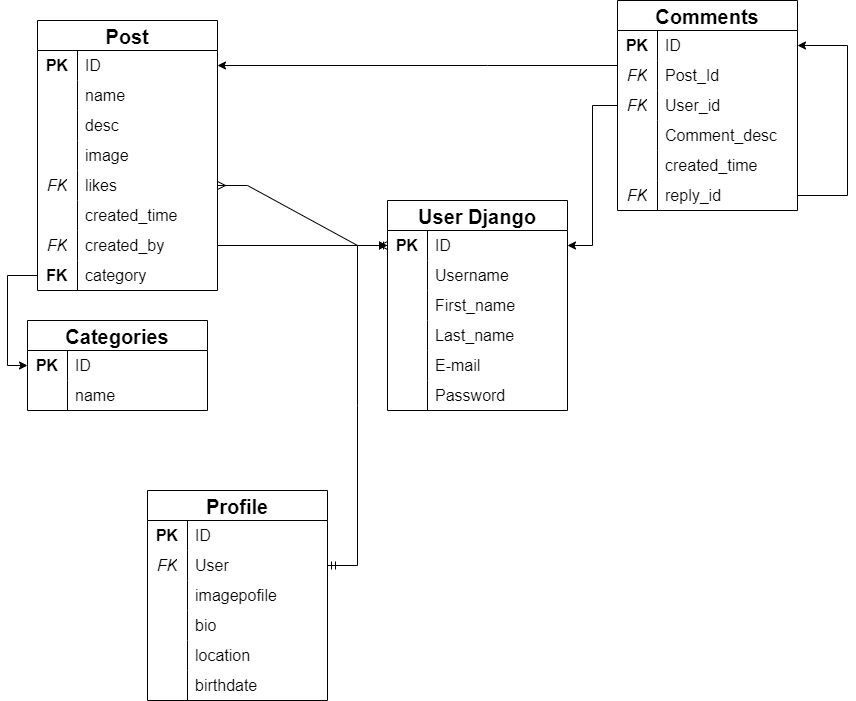 Post
PK ID
name
desc
image
FK likes
created_time
FK created_by
FK category
Categories
PK ID
name
Comments
PK ID
FK Post_Id
FK User_id
Comment_desc
created_time
FK reply_id
User Django
PK ID
Username
First_name
Last_name
E-mail
Password
Profile
PK ID
FK User
imagepofile
bio
location
birthdate